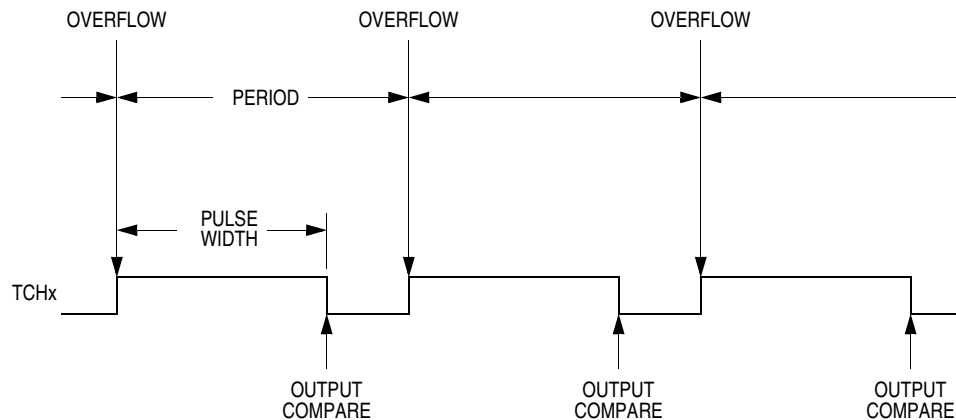 OVERFLOW
OVERFLOW
OVERFLOW
PERIOD
PULSE
WIDTH
TCHx
OUTPUT
COMPARE
OUTPUT
COMPARE
OUTPUT
COMPARE